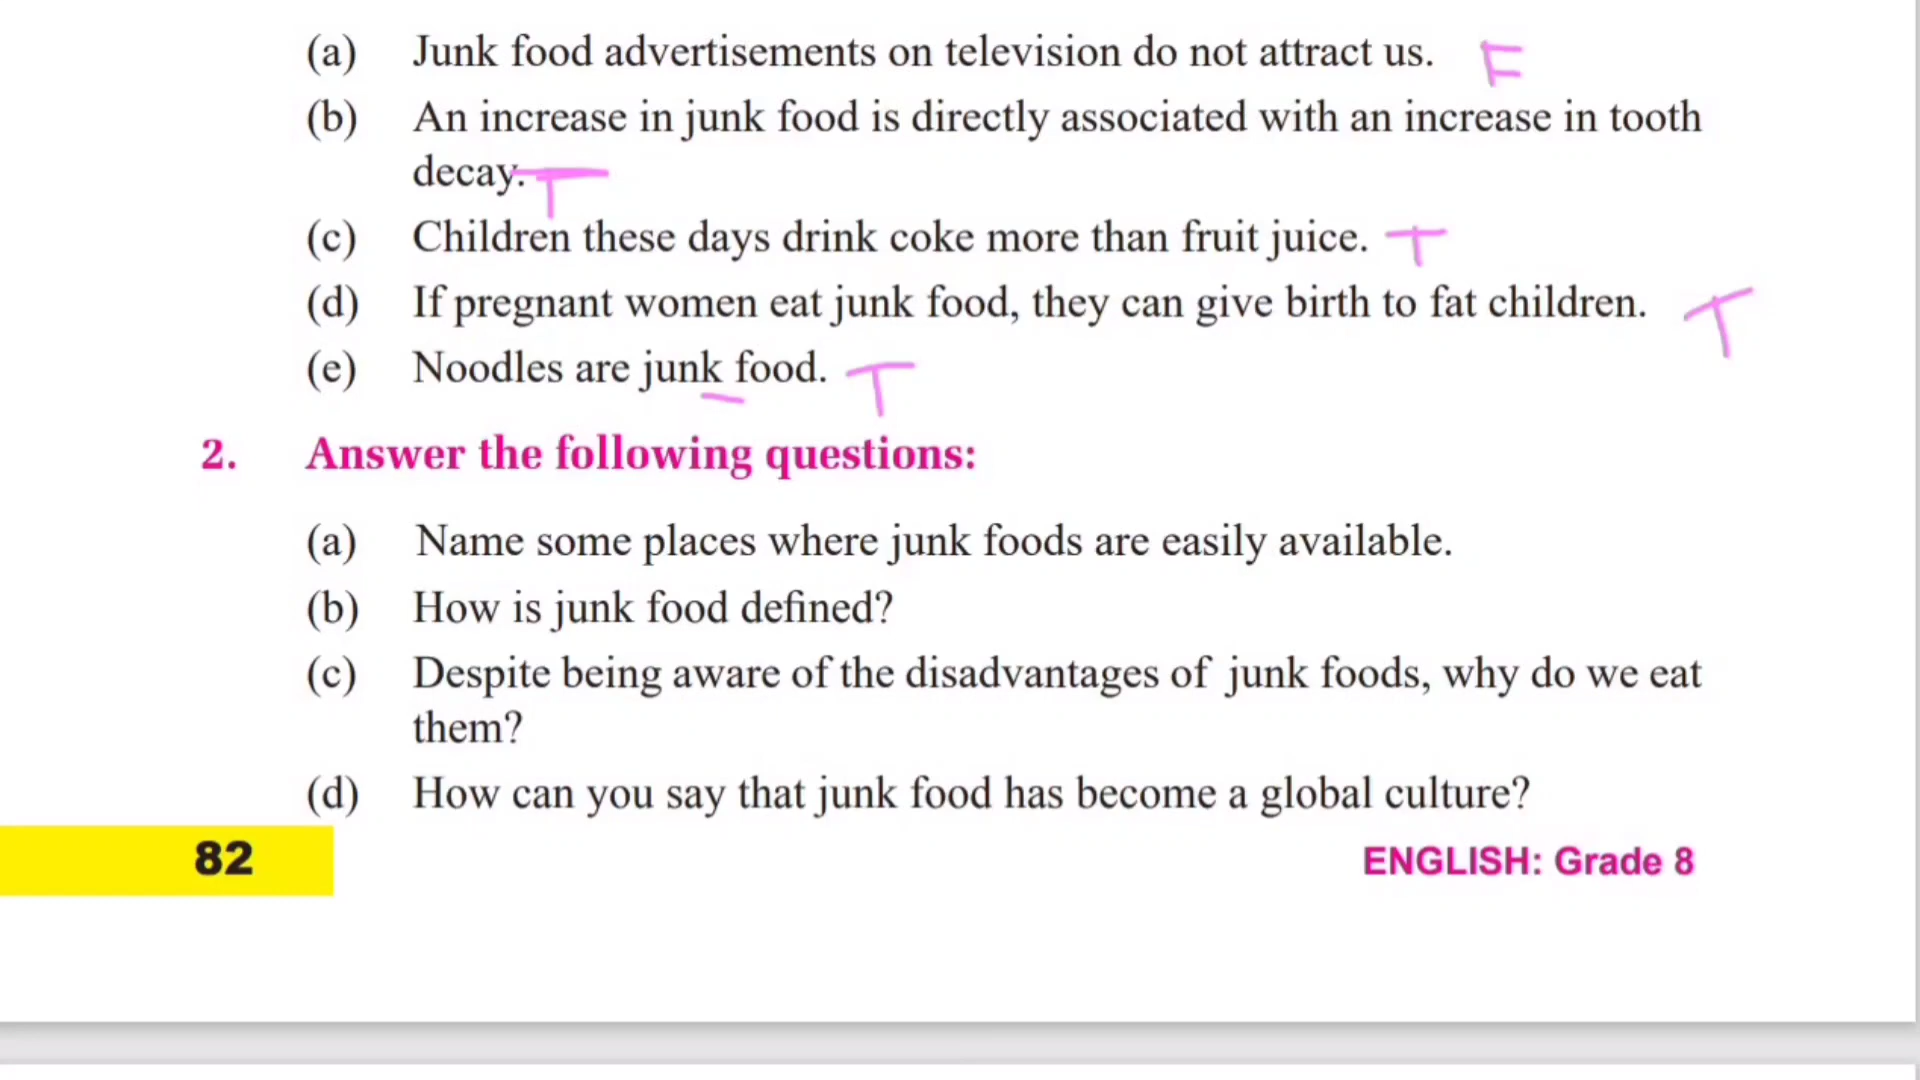 (a) Junk food advertisements on television do not attract us. F
(b) An increase in junk food is directly associated with an increase in tooth
decay. T
(c) Children these days drink coke more than fruit juice. T
(d) If pregnant women eat junk food, they can give birth to fat children. T
(e) Noodles are junk food. T
2. Answer the following questions:
(a) Name some places where junk foods are easily available.
(b) How is junk food defined?
(c) Despite being aware of the disadvantages of junk foods, why do we eat
them?
(d) How can you say that junk food has become a global culture?
82 ENGLISH: Grade 8